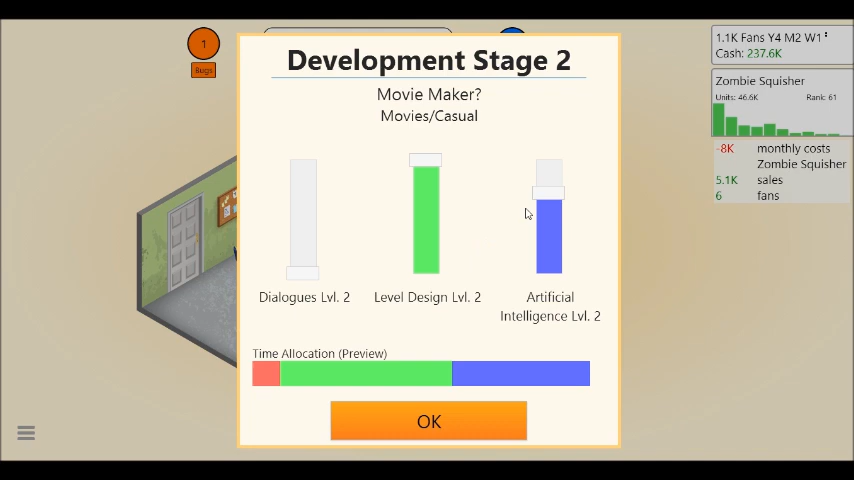 1
Bugs
Development Stage 2
Movie Maker?
Movies/Casual
Dialogues Lvl. 2
Level Design Lvl. 2
Artificial
Intelligence Lvl. 2
Time Allocation (Preview)
OK
1.1K Fans Y4 M2 W1
Cash: 237.6K
Zombie Squisher
Units: 46.6K Rank: 61
-8K monthly costs
Zombie Squisher
5.1K sales
6 fans